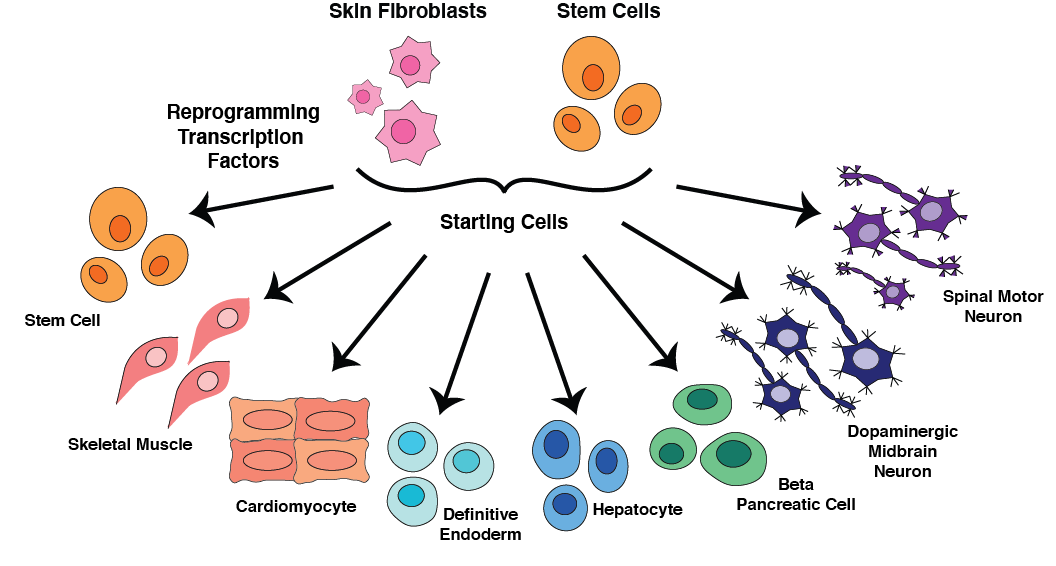 Skin Fibroblasts
Stem Cells
Reprogramming
Transcription
Factors
Starting Cells
Stem Cell
Skeletal Muscle
Cardiomyocyte
Definitive
Endoderm
Hepatocyte
Beta
Pancreatic Cell
Dopaminergic
Midbrain
Neuron
Spinal Motor
Neuron